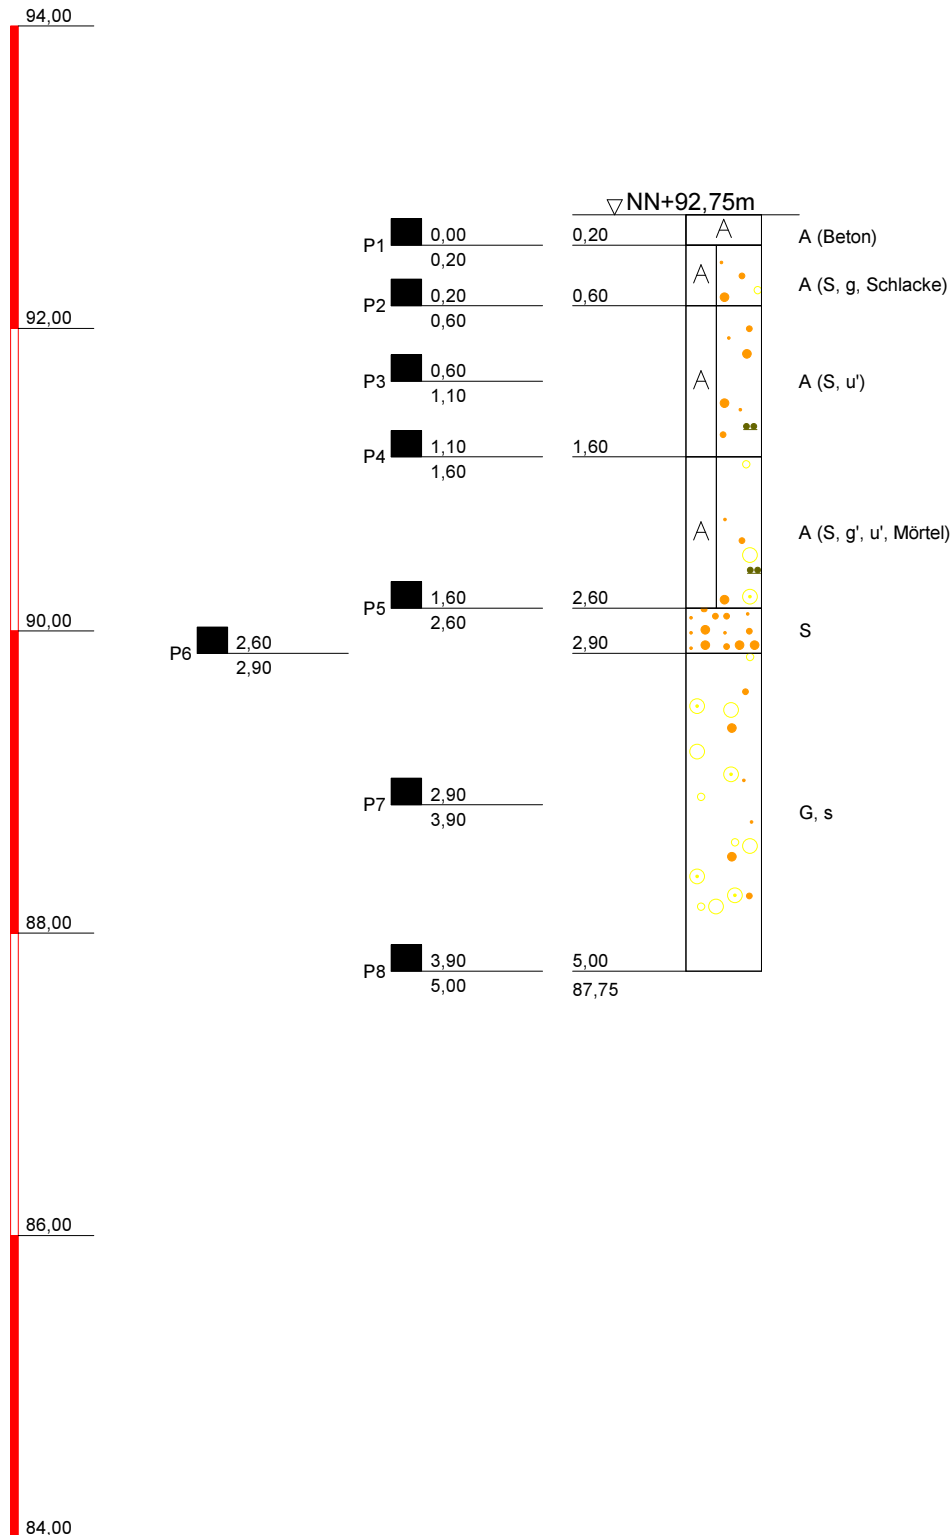 94,00
▽ NN+92,75m
P1 0,00 0,20 A A (Beton)
0,20
A A (S, g, Schlacke)
P2 0,20 0,60
0,60
92,00
P3 0,60 A A (S, u')
1,10
P4 1,10 1,60
1,60
A A (S, g', u', Mörtel)
P5 1,60 2,60
2,60
90,00 S
P6 2,60 2,90
2,90
P7 2,90
3,90
G, s
88,00
P8 3,90 5,00
5,00 87,75
86,00
84,00